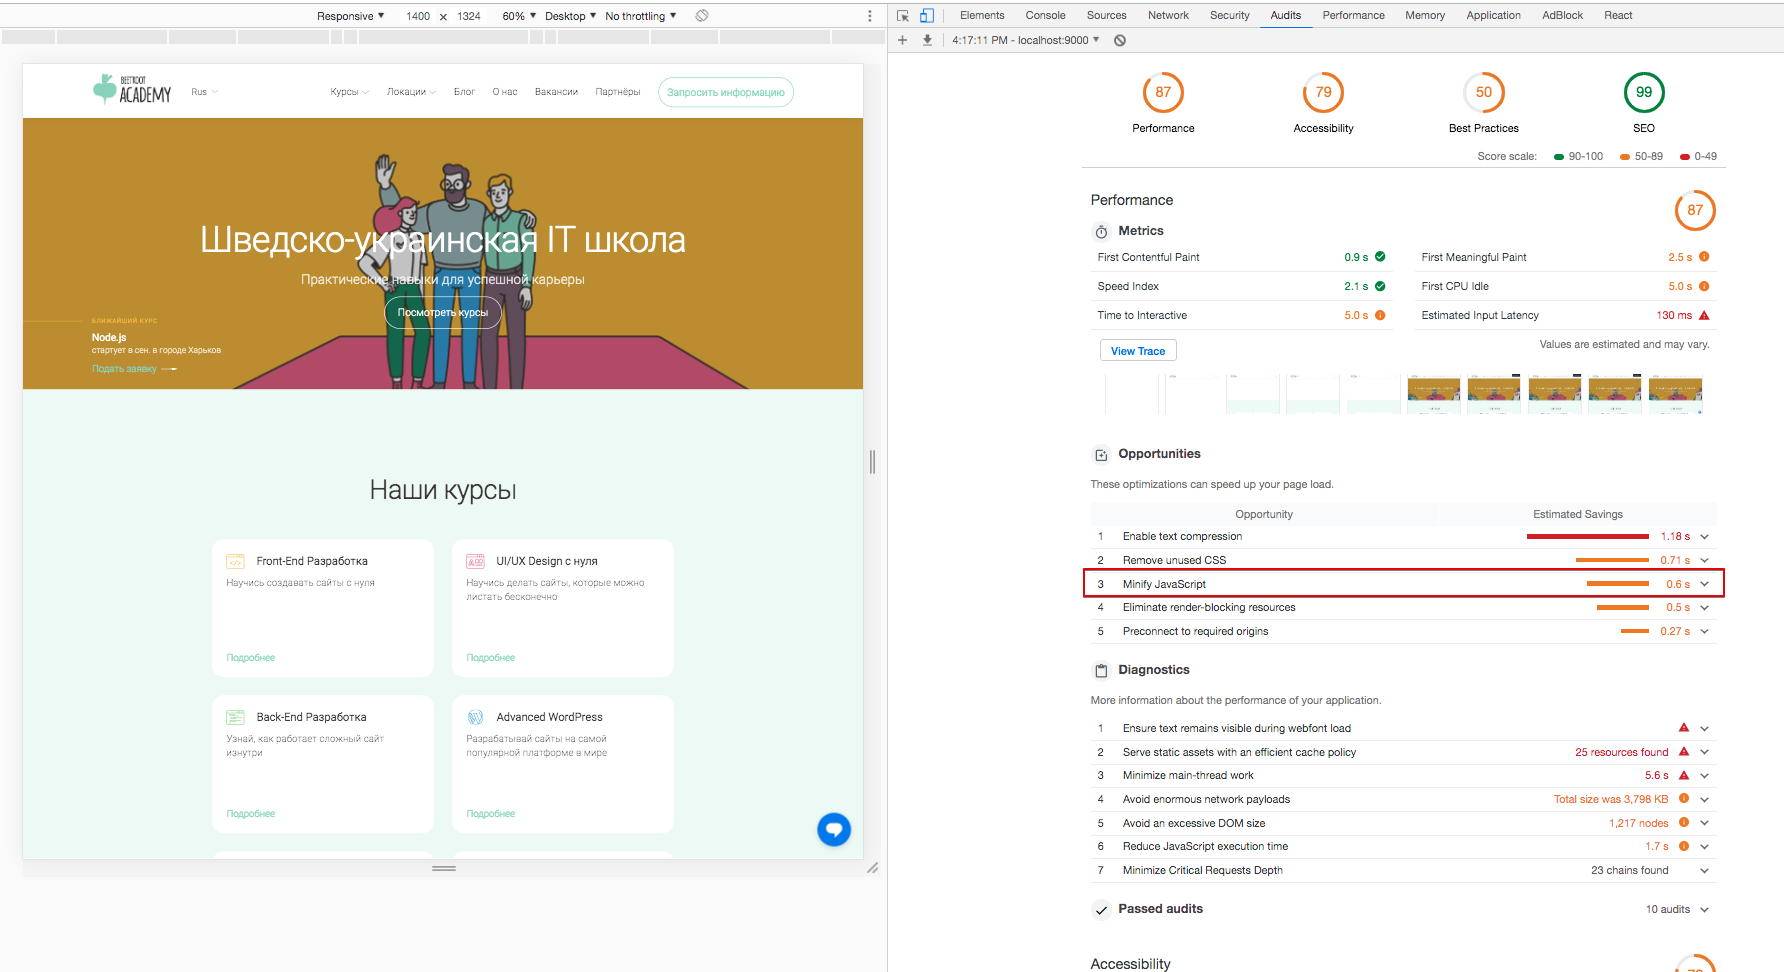 Responsive ▼ 1400 × 1324 60% ▼ Desktop ▼ No throttling ▼
BEETROOT
ACADEMY
Rus
Курсы Локации Блог О нас Вакансии Партнёры Запросить информацию
Шведско-украинская IT школа
Практические навыки для успешной карьеры
Посмотреть курсы
БЛИЖАЙШИЙ КУРС
Node.js
стартует в сен. в городе Харьков
Подать заявку
Наши курсы
Front-End Разработка
Научись создавать сайты с нуля
Подробнее
UI/UX Design с нуля
Научись делать сайты, которые можно
листать бесконечно
Подробнее
Back-End Разработка
Узнай, как работает сложный сайт
изнутри
Подробнее
Advanced WordPress
Разрабатывай сайты на самой
популярной платформе в мире
Подробнее
Elements Console Sources Network Security Audits Performance Memory Application AdBlock React
4:17:11 PM - localhost:9000 ▼
87 79 50 99
Performance Accessibility Best Practices SEO
Score scale: 90-100 50-89 0-49
Performance
87
Metrics
First Contentful Paint 0.9 s First Meaningful Paint 2.5 s
Speed Index 2.1 s First CPU Idle 5.0 s
Time to Interactive 5.0 s Estimated Input Latency 130 ms
View Trace
Values are estimated and may vary.
Opportunities
These optimizations can speed up your page load.
Opportunity Estimated Savings
1 Enable text compression 1.18 s
2 Remove unused CSS 0.71 s
3 Minify JavaScript 0.6 s
4 Eliminate render-blocking resources 0.5 s
5 Preconnect to required origins 0.27 s
Diagnostics
More information about the performance of your application.
1 Ensure text remains visible during webfont load
2 Serve static assets with an efficient cache policy 25 resources found
3 Minimize main-thread work 5.6 s
4 Avoid enormous network payloads Total size was 3,798 KB
5 Avoid an excessive DOM size 1,217 nodes
6 Reduce JavaScript execution time 1.7 s
7 Minimize Critical Requests Depth 23 chains found
Passed audits 10 audits
Accessibility